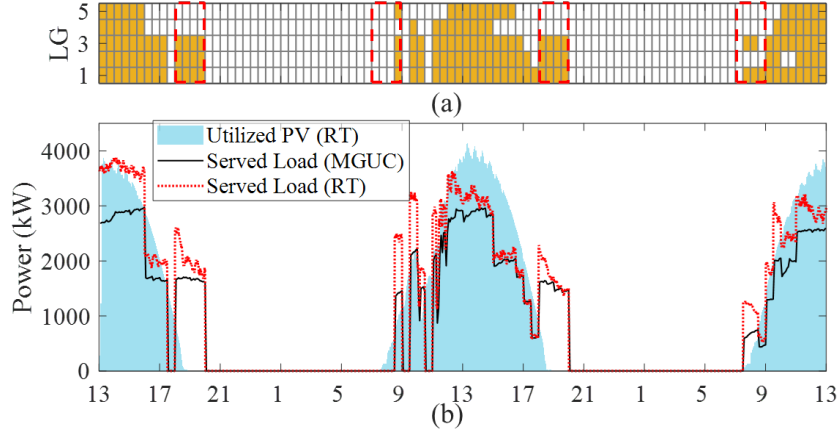 5
3
1
LG
(a)
Utilized PV (RT)
Served Load (MGUC)
Served Load (RT)
4000
3000
2000
1000
0
Power (kW)
13 17 21 1 5 9 13 17 21 1 5 9 13
(b)